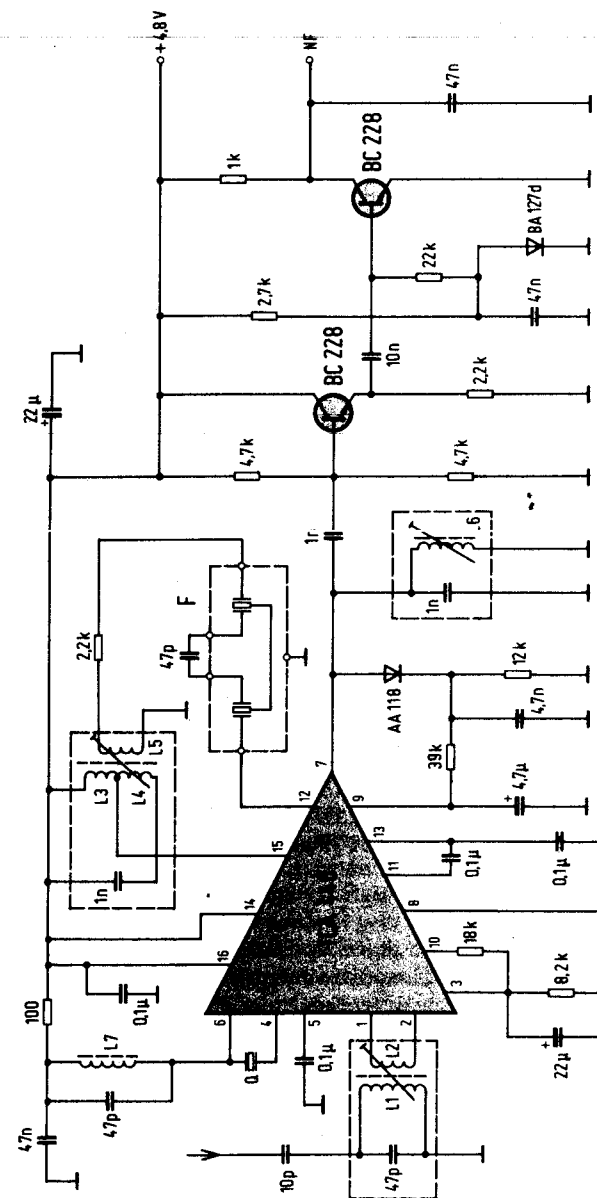 +4,8V
NF
47n
1k
BC 228
BA 127d
22k
2,7k
47n
10n
BC 228
2,2k
22 µ
+
4,7k
4,7k
1n
L6
2,2k
F
47p
1n
L3
L4
L5
AA 118
12k
4,7n
39k
4,7µ
+
7
12
9
15
13
11
0,1µ
0,1µ
14
8
16
10
18k
3
8,2k
22µ
+
0,1µ
100
L7
47p
47n
6
4
5
1
2
Q
0,1µ
L2
L1
47p
10p